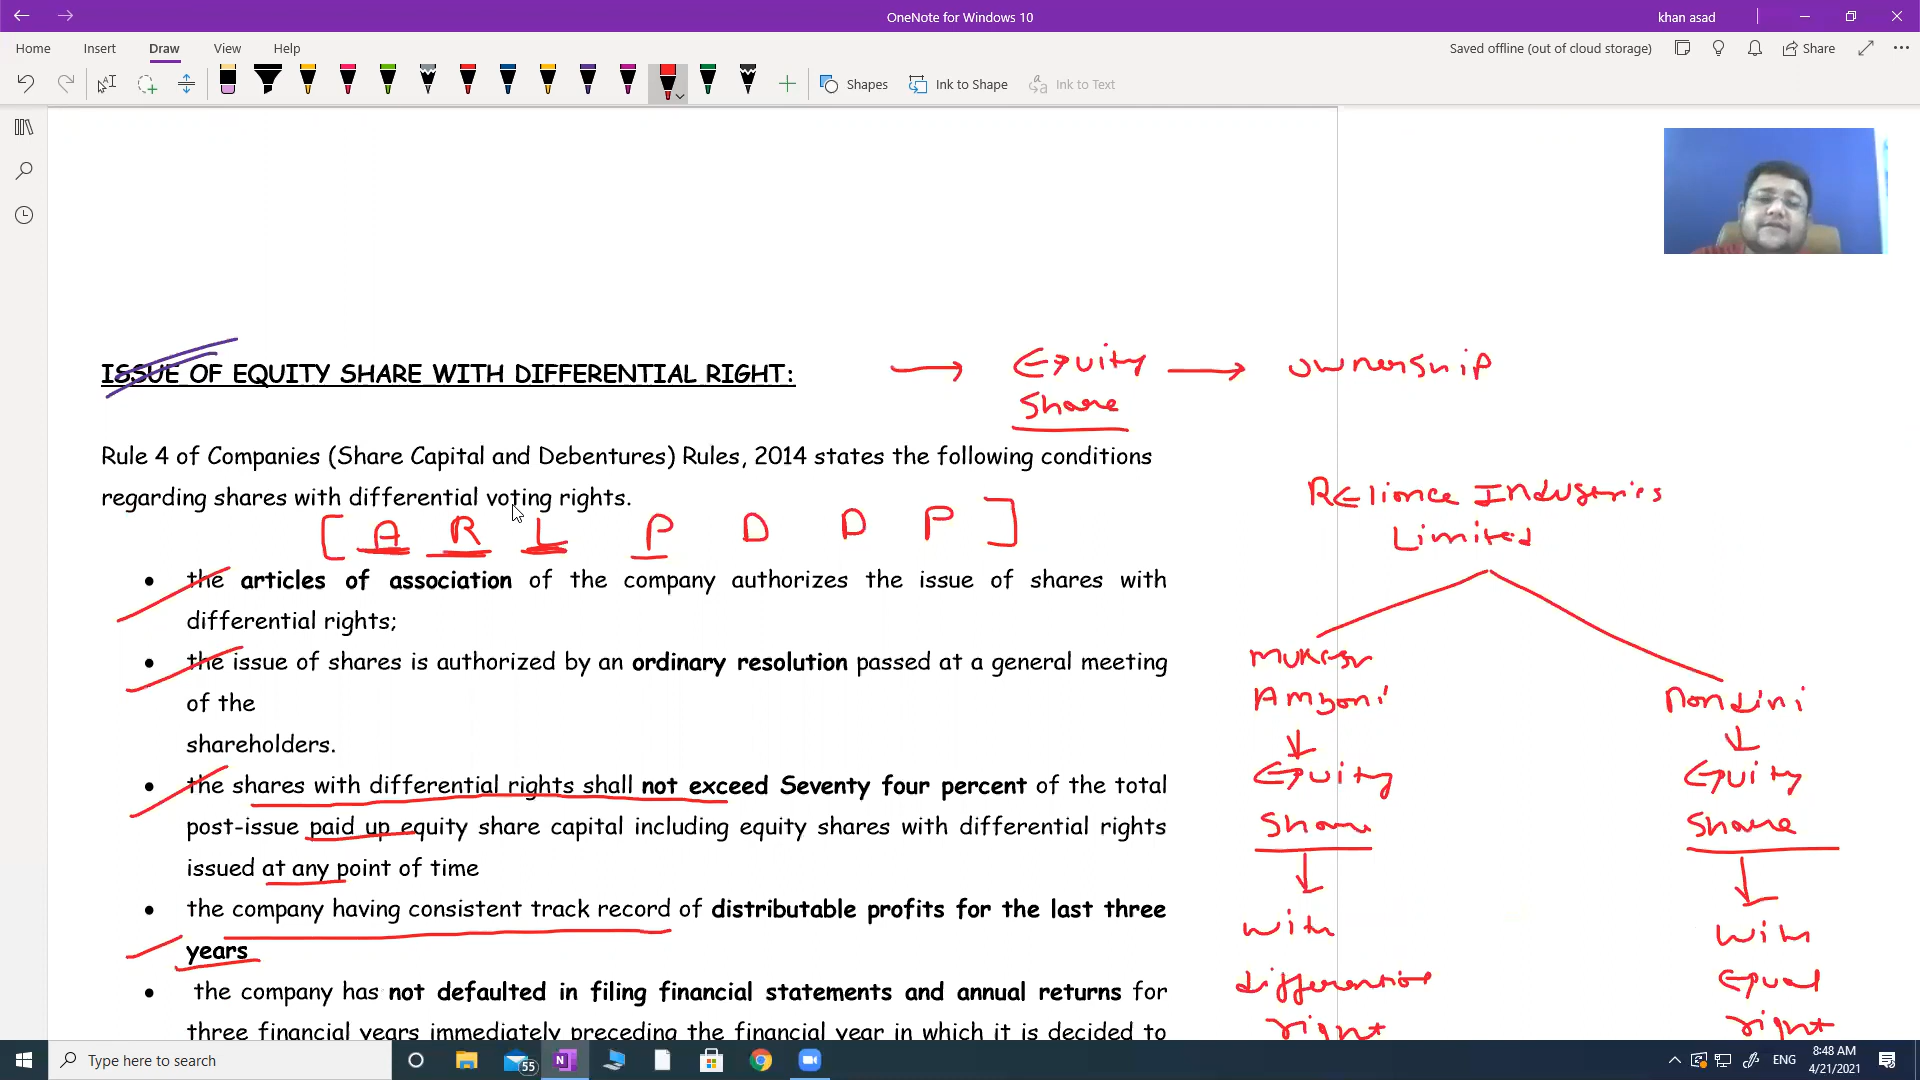 OneNote for Windows 10
khan asad
Home Insert Draw View Help
Saved offline (out of cloud storage)
Share
Shapes
Ink to Shape
Ink to Text
ISSUE OF EQUITY SHARE WITH DIFFERENTIAL RIGHT:
Equity
Share
ownership
Rule 4 of Companies (Share Capital and Debentures) Rules, 2014 states the following conditions
regarding shares with differential voting rights.
[ A R L P D D P ]
the articles of association of the company authorizes the issue of shares with
differential rights;
the issue of shares is authorized by an ordinary resolution passed at a general meeting
of the
shareholders.
the shares with differential rights shall not exceed Seventy four percent of the total
post-issue paid up equity share capital including equity shares with differential rights
issued at any point of time
the company having consistent track record of distributable profits for the last three
years
the company has not defaulted in filing financial statements and annual returns for
three financial years immediately preceding the financial year in which it is decided to
Reliance Industries
Limited
Mukesh
Ambani
Equity
Share
with
differential
right
Nandini
Equity
Share
with
Equal
right
Type here to search
55
ENG
8:48 AM
4/21/2021